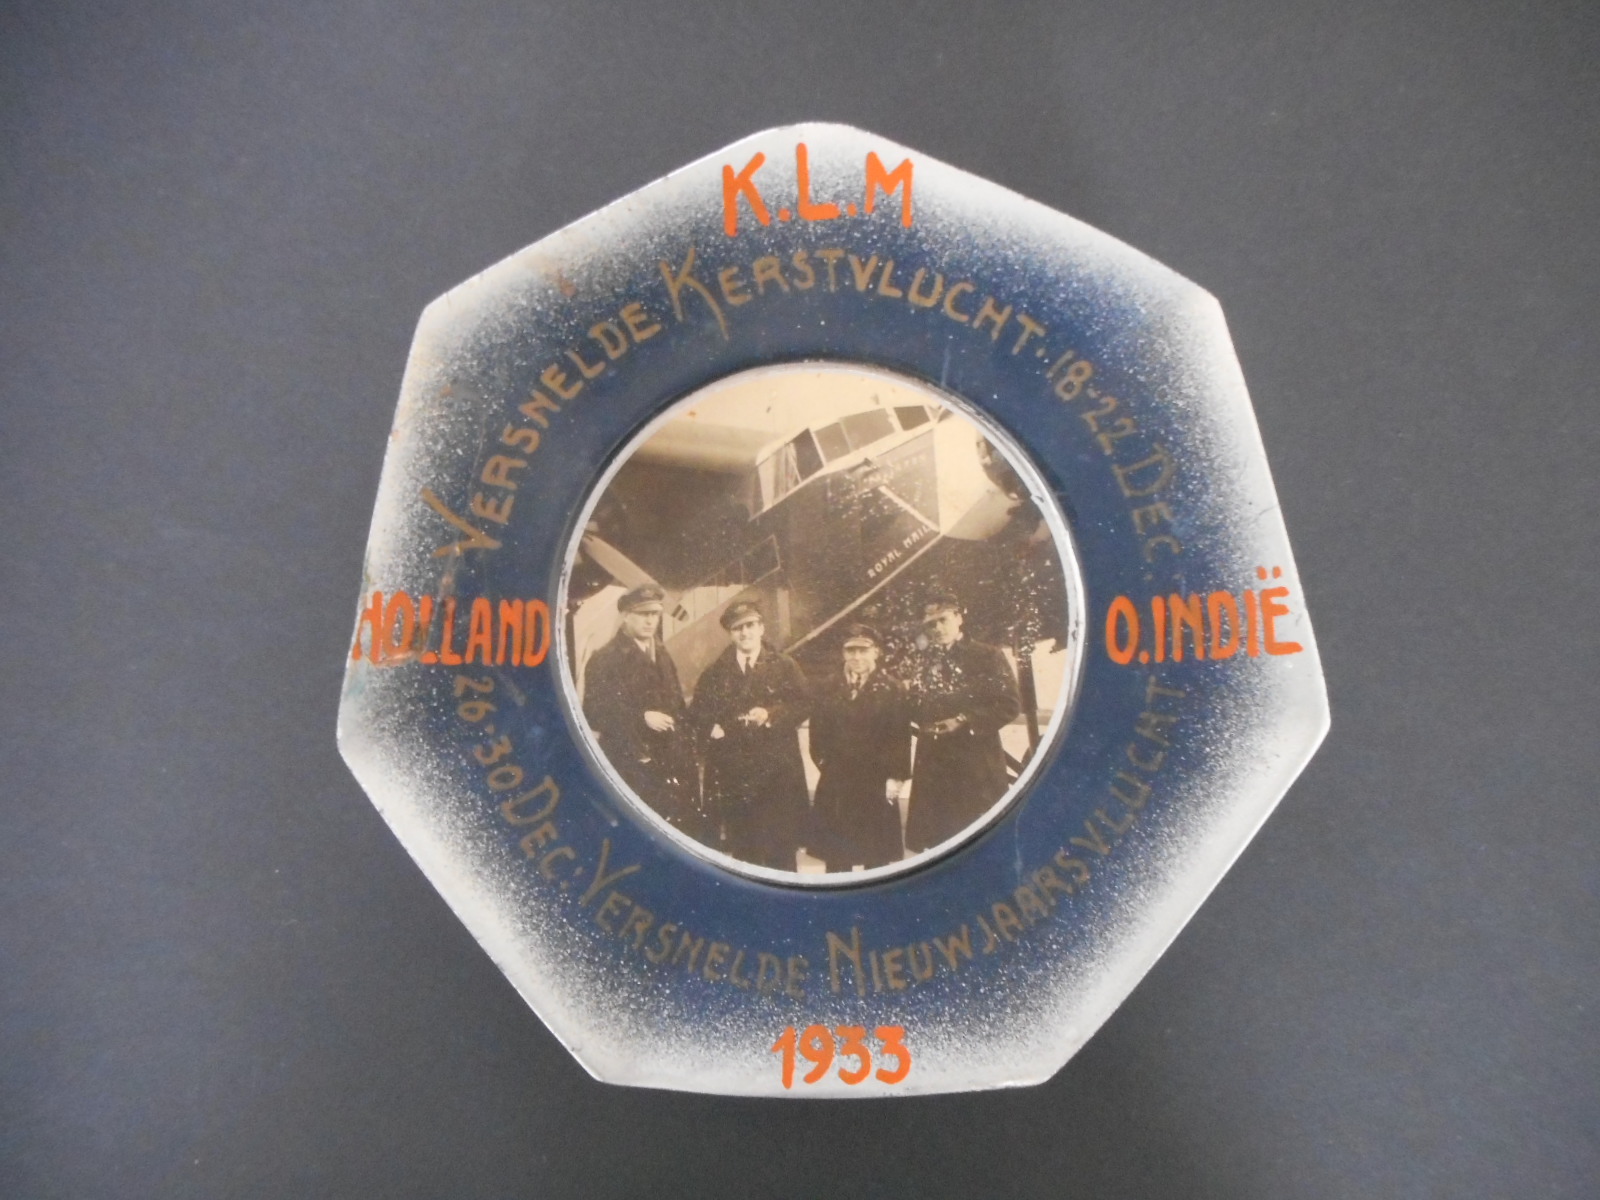 K.L.M
VERSNELDE KERSTVLUCHT. 18-22 DEC.
HOLLAND
O.INDIË
ROYAL MAIL
26.30 DEC. VERSNELDE NIEUWJAARSVLUCHT
1933